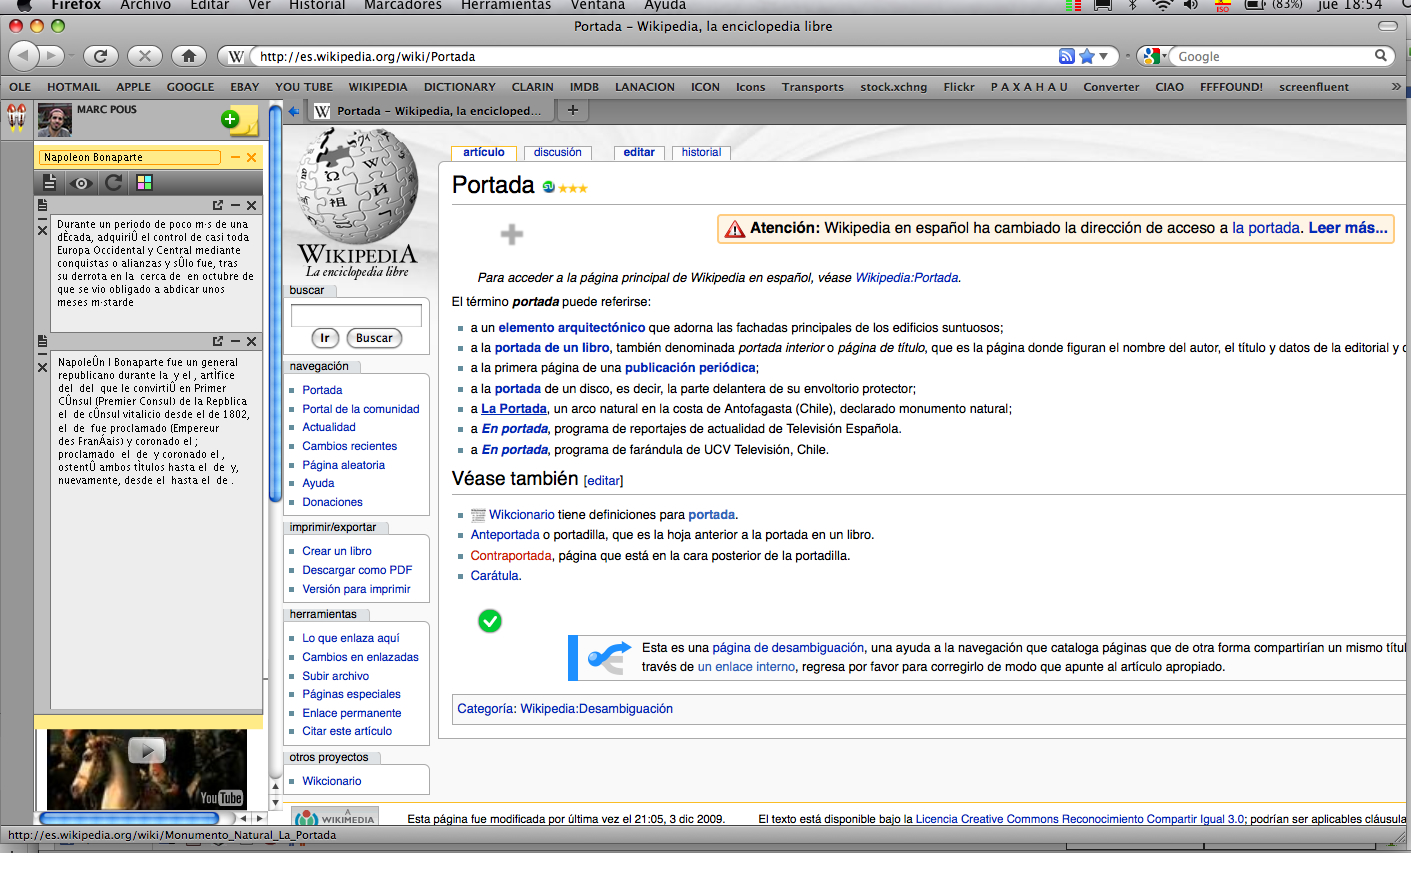 Firefox Archivo Editar Ver Historial Marcadores Herramientas Ventana Ayuda ISO (83%) jue 18:54
Portada – Wikipedia, la enciclopedia libre
W http://es.wikipedia.org/wiki/Portada Google
OLE HOTMAIL APPLE GOOGLE EBAY YOU TUBE WIKIPEDIA DICTIONARY CLARIN IMDB LANACION ICON Icons Transports stock.xchng Flickr P A X A H A U Converter CIAO FFFFOUND! screenfluent »
MARC POUS
W Portada – Wikipedia, la encicloped... +
Napoleon Bonaparte
Durante un periodo de poco m·s de una
dÈcada, adquiriÛ el control de casi toda
Europa Occidental y Central mediante
conquistas o alianzas y sÛlo fue, tras
su derrota en la cerca de en octubre de
que se vio obligado a abdicar unos
meses m·starde
NapoleÛn I Bonaparte fue un general
republicano durante la y el , artÌfice
del del que le convirtiÛ en Primer
CÛnsul (Premier Consul) de la Repblica
el de cÛnsul vitalicio desde el de 1802,
el de fue proclamado (Empereur
des FranÁais) y coronado el ;
proclamado el de y coronado el ,
ostentÛ ambos tÌtulos hasta el de y,
nuevamente, desde el hasta el de .
YouTube
WIKIPEDIA
La enciclopedia libre
buscar
Ir Buscar
navegación
Portada
Portal de la comunidad
Actualidad
Cambios recientes
Página aleatoria
Ayuda
Donaciones
imprimir/exportar
Crear un libro
Descargar como PDF
Versión para imprimir
herramientas
Lo que enlaza aquí
Cambios en enlazadas
Subir archivo
Páginas especiales
Enlace permanente
Citar este artículo
otros proyectos
Wikcionario
artículo discusión editar historial
Portada
Atención: Wikipedia en español ha cambiado la dirección de acceso a la portada. Leer más...
Para acceder a la página principal de Wikipedia en español, véase Wikipedia:Portada.
El término portada puede referirse:
a un elemento arquitectónico que adorna las fachadas principales de los edificios suntuosos;
a la portada de un libro, también denominada portada interior o página de título, que es la página donde figuran el nombre del autor, el título y datos de la editorial y
a la primera página de una publicación periódica;
a la portada de un disco, es decir, la parte delantera de su envoltorio protector;
a La Portada, un arco natural en la costa de Antofagasta (Chile), declarado monumento natural;
a En portada, programa de reportajes de actualidad de Televisión Española.
a En portada, programa de farándula de UCV Televisión, Chile.
Véase también [editar]
Wikcionario tiene definiciones para portada.
Anteportada o portadilla, que es la hoja anterior a la portada en un libro.
Contraportada, página que está en la cara posterior de la portadilla.
Carátula.
Esta es una página de desambiguación, una ayuda a la navegación que cataloga páginas que de otra forma compartirían un mismo títul
través de un enlace interno, regresa por favor para corregirlo de modo que apunte al artículo apropiado.
Categoría: Wikipedia:Desambiguación
A
WIKIMEDIA
Esta página fue modificada por última vez el 21:05, 3 dic 2009. El texto está disponible bajo la Licencia Creative Commons Reconocimiento Compartir Igual 3.0; podrían ser aplicables cláusula
http://es.wikipedia.org/wiki/Monumento_Natural_La_Portada